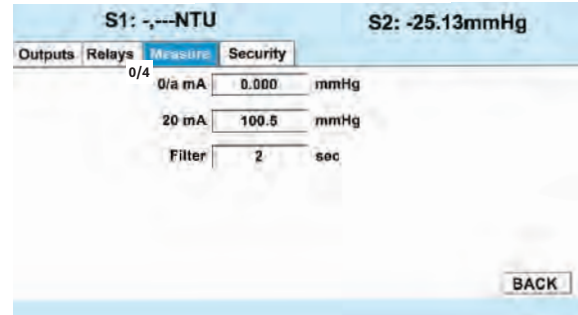 S1: -,---NTU S2: -25.13mmHg
Outputs Relays Measure Security
0/4
0/a mA 0.000 mmHg
20 mA 100.5 mmHg
Filter 2 sec
BACK